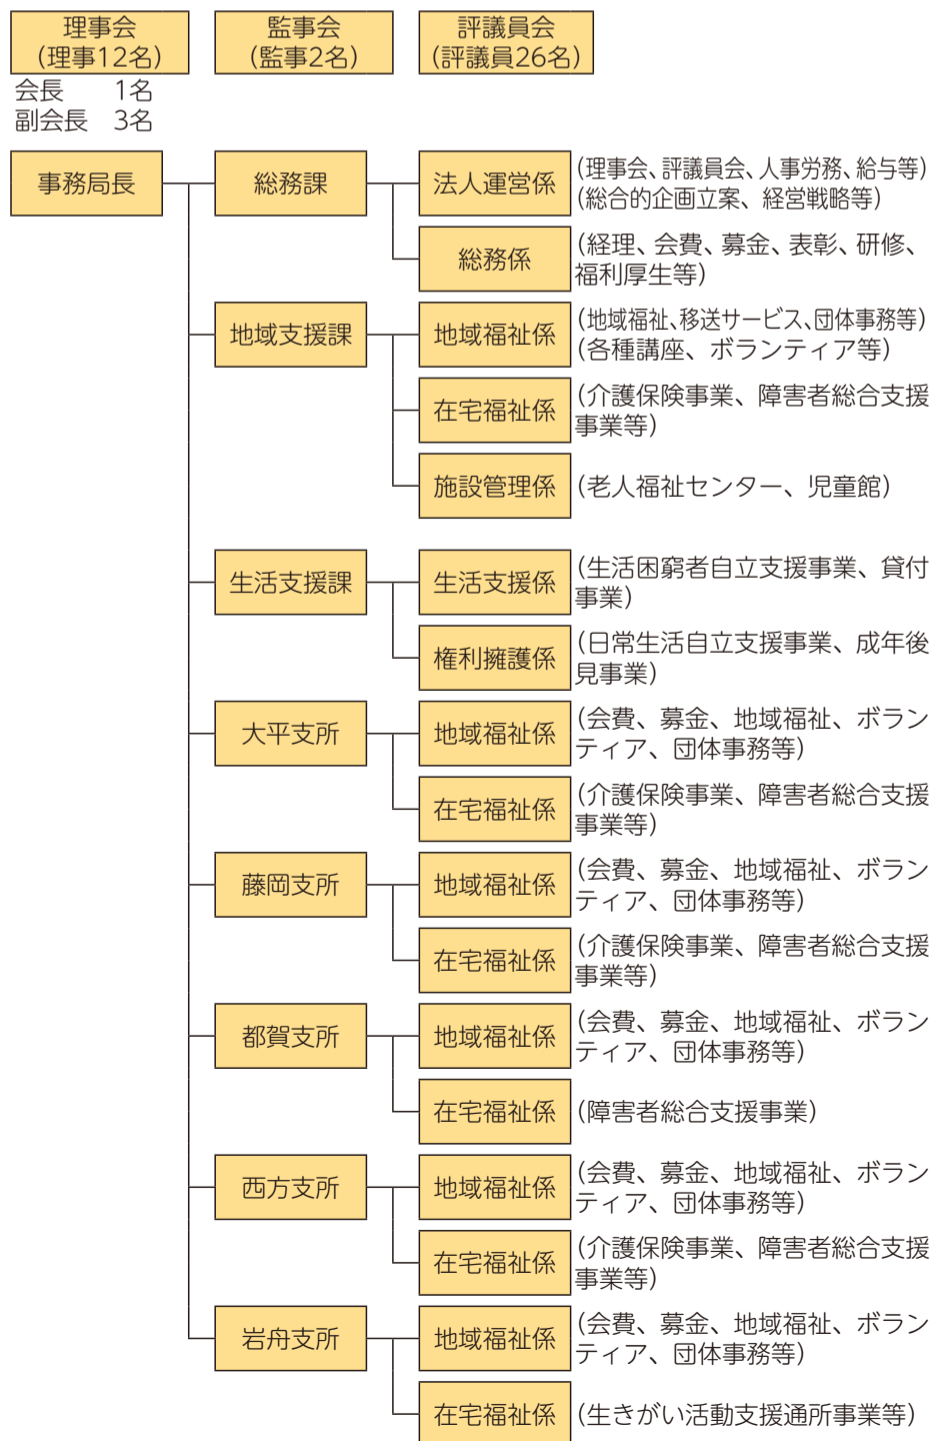 理事会
(理事12名)
監事会
(監事2名)
評議員会
(評議員26名)
会長 1名
副会長 3名
事務局長
総務課
法人運営係
(理事会、評議員会、人事労務、給与等)
(総合的企画立案、経営戦略等)
総務係
(経理、会費、募金、表彰、研修、
福利厚生等)
地域支援課
地域福祉係
(地域福祉、移送サービス、団体事務等)
(各種講座、ボランティア等)
在宅福祉係
(介護保険事業、障害者総合支援
事業等)
施設管理係
(老人福祉センター、児童館)
生活支援課
生活支援係
(生活困窮者自立支援事業、貸付
事業)
権利擁護係
(日常生活自立支援事業、成年後
見事業)
大平支所
地域福祉係
(会費、募金、地域福祉、ボラン
ティア、団体事務等)
在宅福祉係
(介護保険事業、障害者総合支援
事業等)
藤岡支所
地域福祉係
(会費、募金、地域福祉、ボラン
ティア、団体事務等)
在宅福祉係
(介護保険事業、障害者総合支援
事業等)
都賀支所
地域福祉係
(会費、募金、地域福祉、ボラン
ティア、団体事務等)
在宅福祉係
(障害者総合支援事業)
西方支所
地域福祉係
(会費、募金、地域福祉、ボラン
ティア、団体事務等)
在宅福祉係
(介護保険事業、障害者総合支援
事業等)
岩舟支所
地域福祉係
(会費、募金、地域福祉、ボラン
ティア、団体事務等)
在宅福祉係
(生きがい活動支援通所事業等)